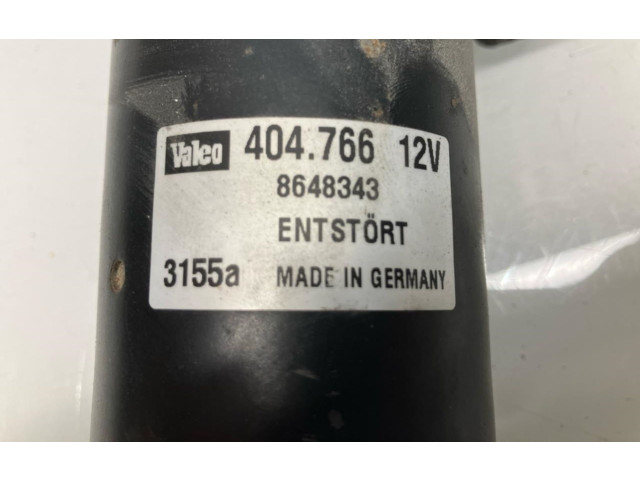 Valeo 404.766 12V
8648343
ENTSTÖRT
3155a MADE IN GERMANY